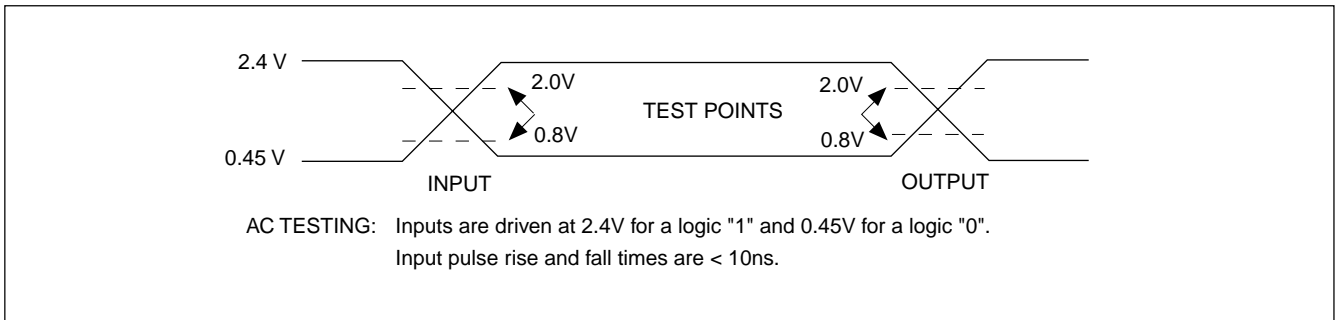 2.4 V
2.0V
2.0V
TEST POINTS
0.8V
0.8V
0.45 V
INPUT
OUTPUT
AC TESTING: Inputs are driven at 2.4V for a logic "1" and 0.45V for a logic "0".
Input pulse rise and fall times are < 10ns.